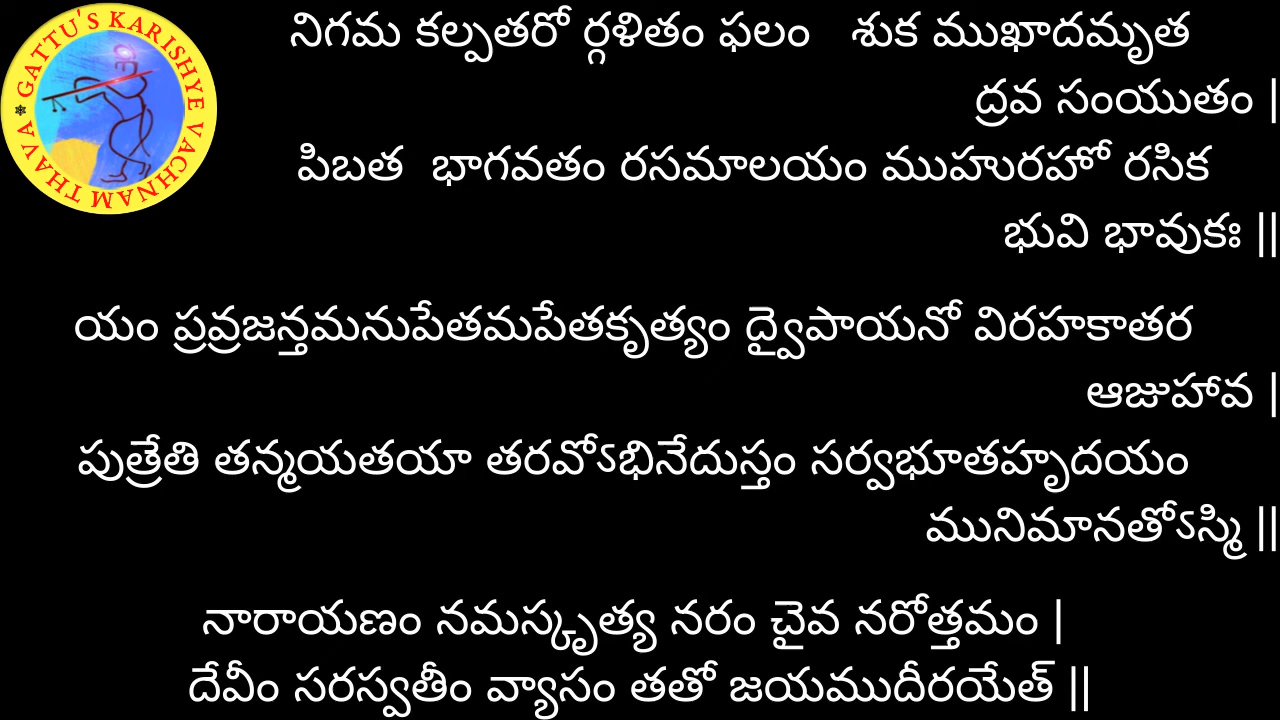 GATTU'S KARISHYE VACHNAM THAVA
నిగమ కల్పతరో ర్గళితం ఫలం శుక ముఖాదమృత
ద్రవ సంయుతం |
పిబత భాగవతం రసమాలయం ముహురహో రసిక
భువి భావుకః ||
యం ప్రవ్రజన్తమనుపేతమపేతకృత్యం ద్వైపాయనో విరహకాతర
ఆజుహావ |
పుత్రేతి తన్మయతయా తరవోఽభినేదుస్తం సర్వభూతహృదయం
మునిమానతోఽస్మి ||
నారాయణం నమస్కృత్య నరం చైవ నరోత్తమం |
దేవీం సరస్వతీం వ్యాసం తతో జయముదీరయేత్ ||